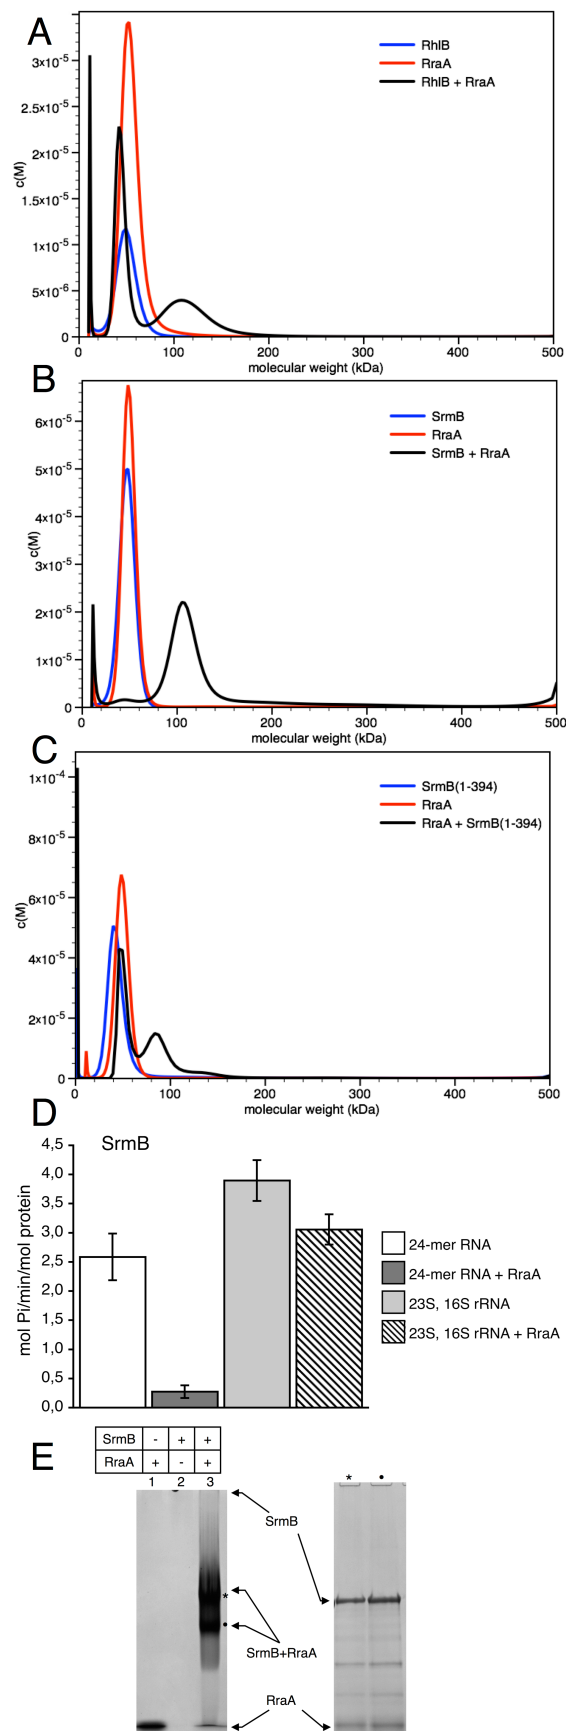 A
RhlB
RraA
RhlB + RraA
c(M)
3x10-5
2.5x10-5
2x10-5
1.5x10-5
1x10-5
5x10-6
0
0 100 200 300 400 500
molecular weight (kDa)
B
SrmB
RraA
SrmB + RraA
c(M)
6x10-5
5x10-5
4x10-5
3x10-5
2x10-5
1x10-5
0
0 100 200 300 400 500
molecular weight (kDa)
C
SrmB(1-394)
RraA
RraA + SrmB(1-394)
c(M)
1x10-4
8x10-5
6x10-5
4x10-5
2x10-5
0
0 100 200 300 400 500
molecular weight (kDa)
D
SrmB
mol Pi/min/mol protein
4,5
4,0
3,5
3,0
2,5
2,0
1,5
1,0
0,5
0,0
24-mer RNA
24-mer RNA + RraA
23S, 16S rRNA
23S, 16S rRNA + RraA
E
SrmB - + +
RraA + - +
1 2 3
* •
SrmB
*
•
SrmB+RraA
RraA